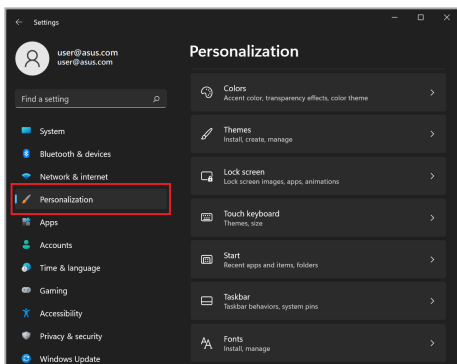 Settings
user@asus.com
user@asus.com
Find a setting
System
Bluetooth & devices
Network & internet
Personalization
Apps
Accounts
Time & language
Gaming
Accessibility
Privacy & security
Windows Update
Personalization
Colors
Accent color, transparency effects, color theme
Themes
Install, create, manage
Lock screen
Lock screen images, apps, animations
Touch keyboard
Themes, size
Start
Recent apps and items, folders
Taskbar
Taskbar behaviors, system pins
Fonts
Install, manage